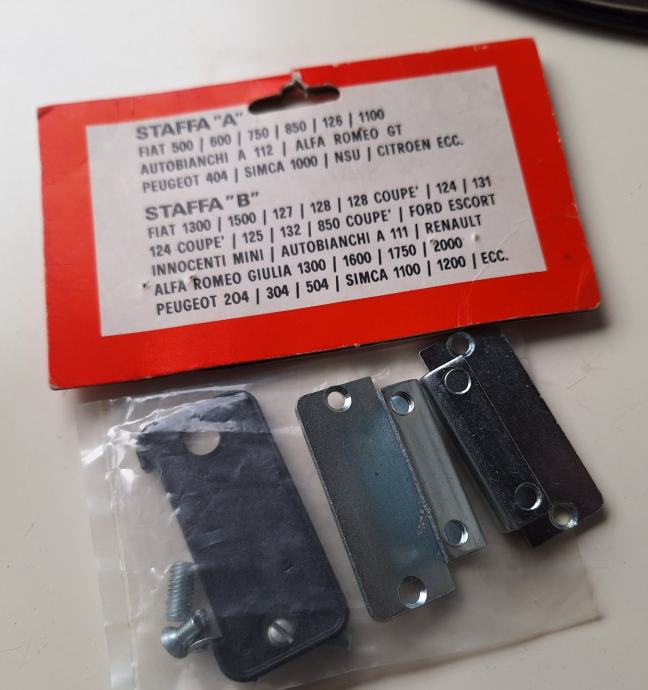 STAFFA "A"
FIAT 500 / 600 / 750 / 850 / 126 / 1100
AUTOBIANCHI A 112 / ALFA ROMEO GT
PEUGEOT 404 / SIMCA 1000 / NSU / CITROEN ECC.
STAFFA "B"
FIAT 1300 / 1500 / 127 / 128 / 128 COUPE' / 124 / 131
124 COUPE' / 125 / 132 / 850 COUPE' / FORD ESCORT
INNOCENTI MINI / AUTOBIANCHI A 111 / RENAULT
ALFA ROMEO GIULIA 1300 / 1600 / 1750 / 2000
PEUGEOT 204 / 304 / 504 / SIMCA 1100 / 1200 / ECC.